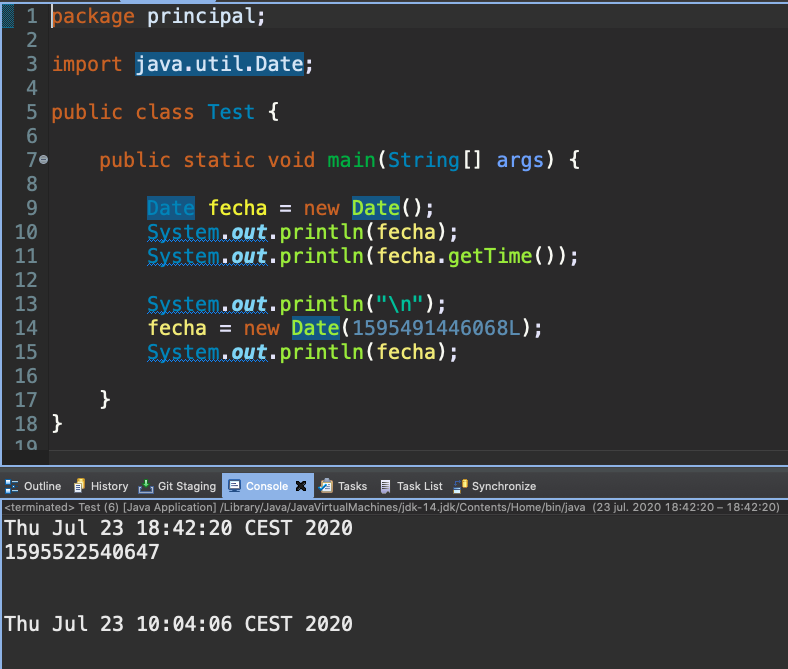 1 package principal;
2
3 import java.util.Date;
4
5 public class Test {
6
7 public static void main(String[] args) {
8
9 Date fecha = new Date();
10 System.out.println(fecha);
11 System.out.println(fecha.getTime());
12
13 System.out.println("\n");
14 fecha = new Date(1595491446068L);
15 System.out.println(fecha);
16
17 }
18 }
19
Outline History Git Staging Console Tasks Task List Synchronize
<terminated> Test (6) [Java Application] /Library/Java/JavaVirtualMachines/jdk-14.jdk/Contents/Home/bin/java (23 jul. 2020 18:42:20 – 18:42:20)
Thu Jul 23 18:42:20 CEST 2020
1595522540647
Thu Jul 23 10:04:06 CEST 2020